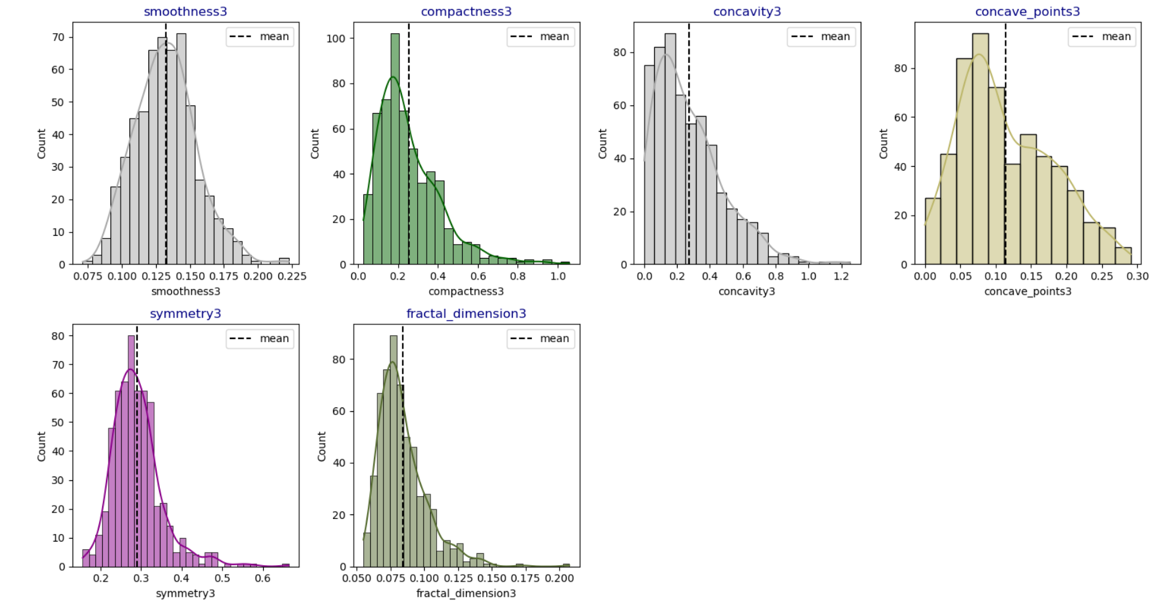 smoothness3
compactness3
concavity3
concave_points3
mean
mean
mean
mean
Count
70
60
50
40
30
20
10
0
0.075 0.100 0.125 0.150 0.175 0.200 0.225
smoothness3
Count
100
80
60
40
20
0
0.0 0.2 0.4 0.6 0.8 1.0
compactness3
Count
80
60
40
20
0
0.0 0.2 0.4 0.6 0.8 1.0 1.2
concavity3
Count
80
60
40
20
0
0.00 0.05 0.10 0.15 0.20 0.25 0.30
concave_points3
symmetry3
fractal_dimension3
mean
mean
Count
80
70
60
50
40
30
20
10
0
0.2 0.3 0.4 0.5 0.6
symmetry3
Count
80
60
40
20
0
0.050 0.075 0.100 0.125 0.150 0.175 0.200
fractal_dimension3